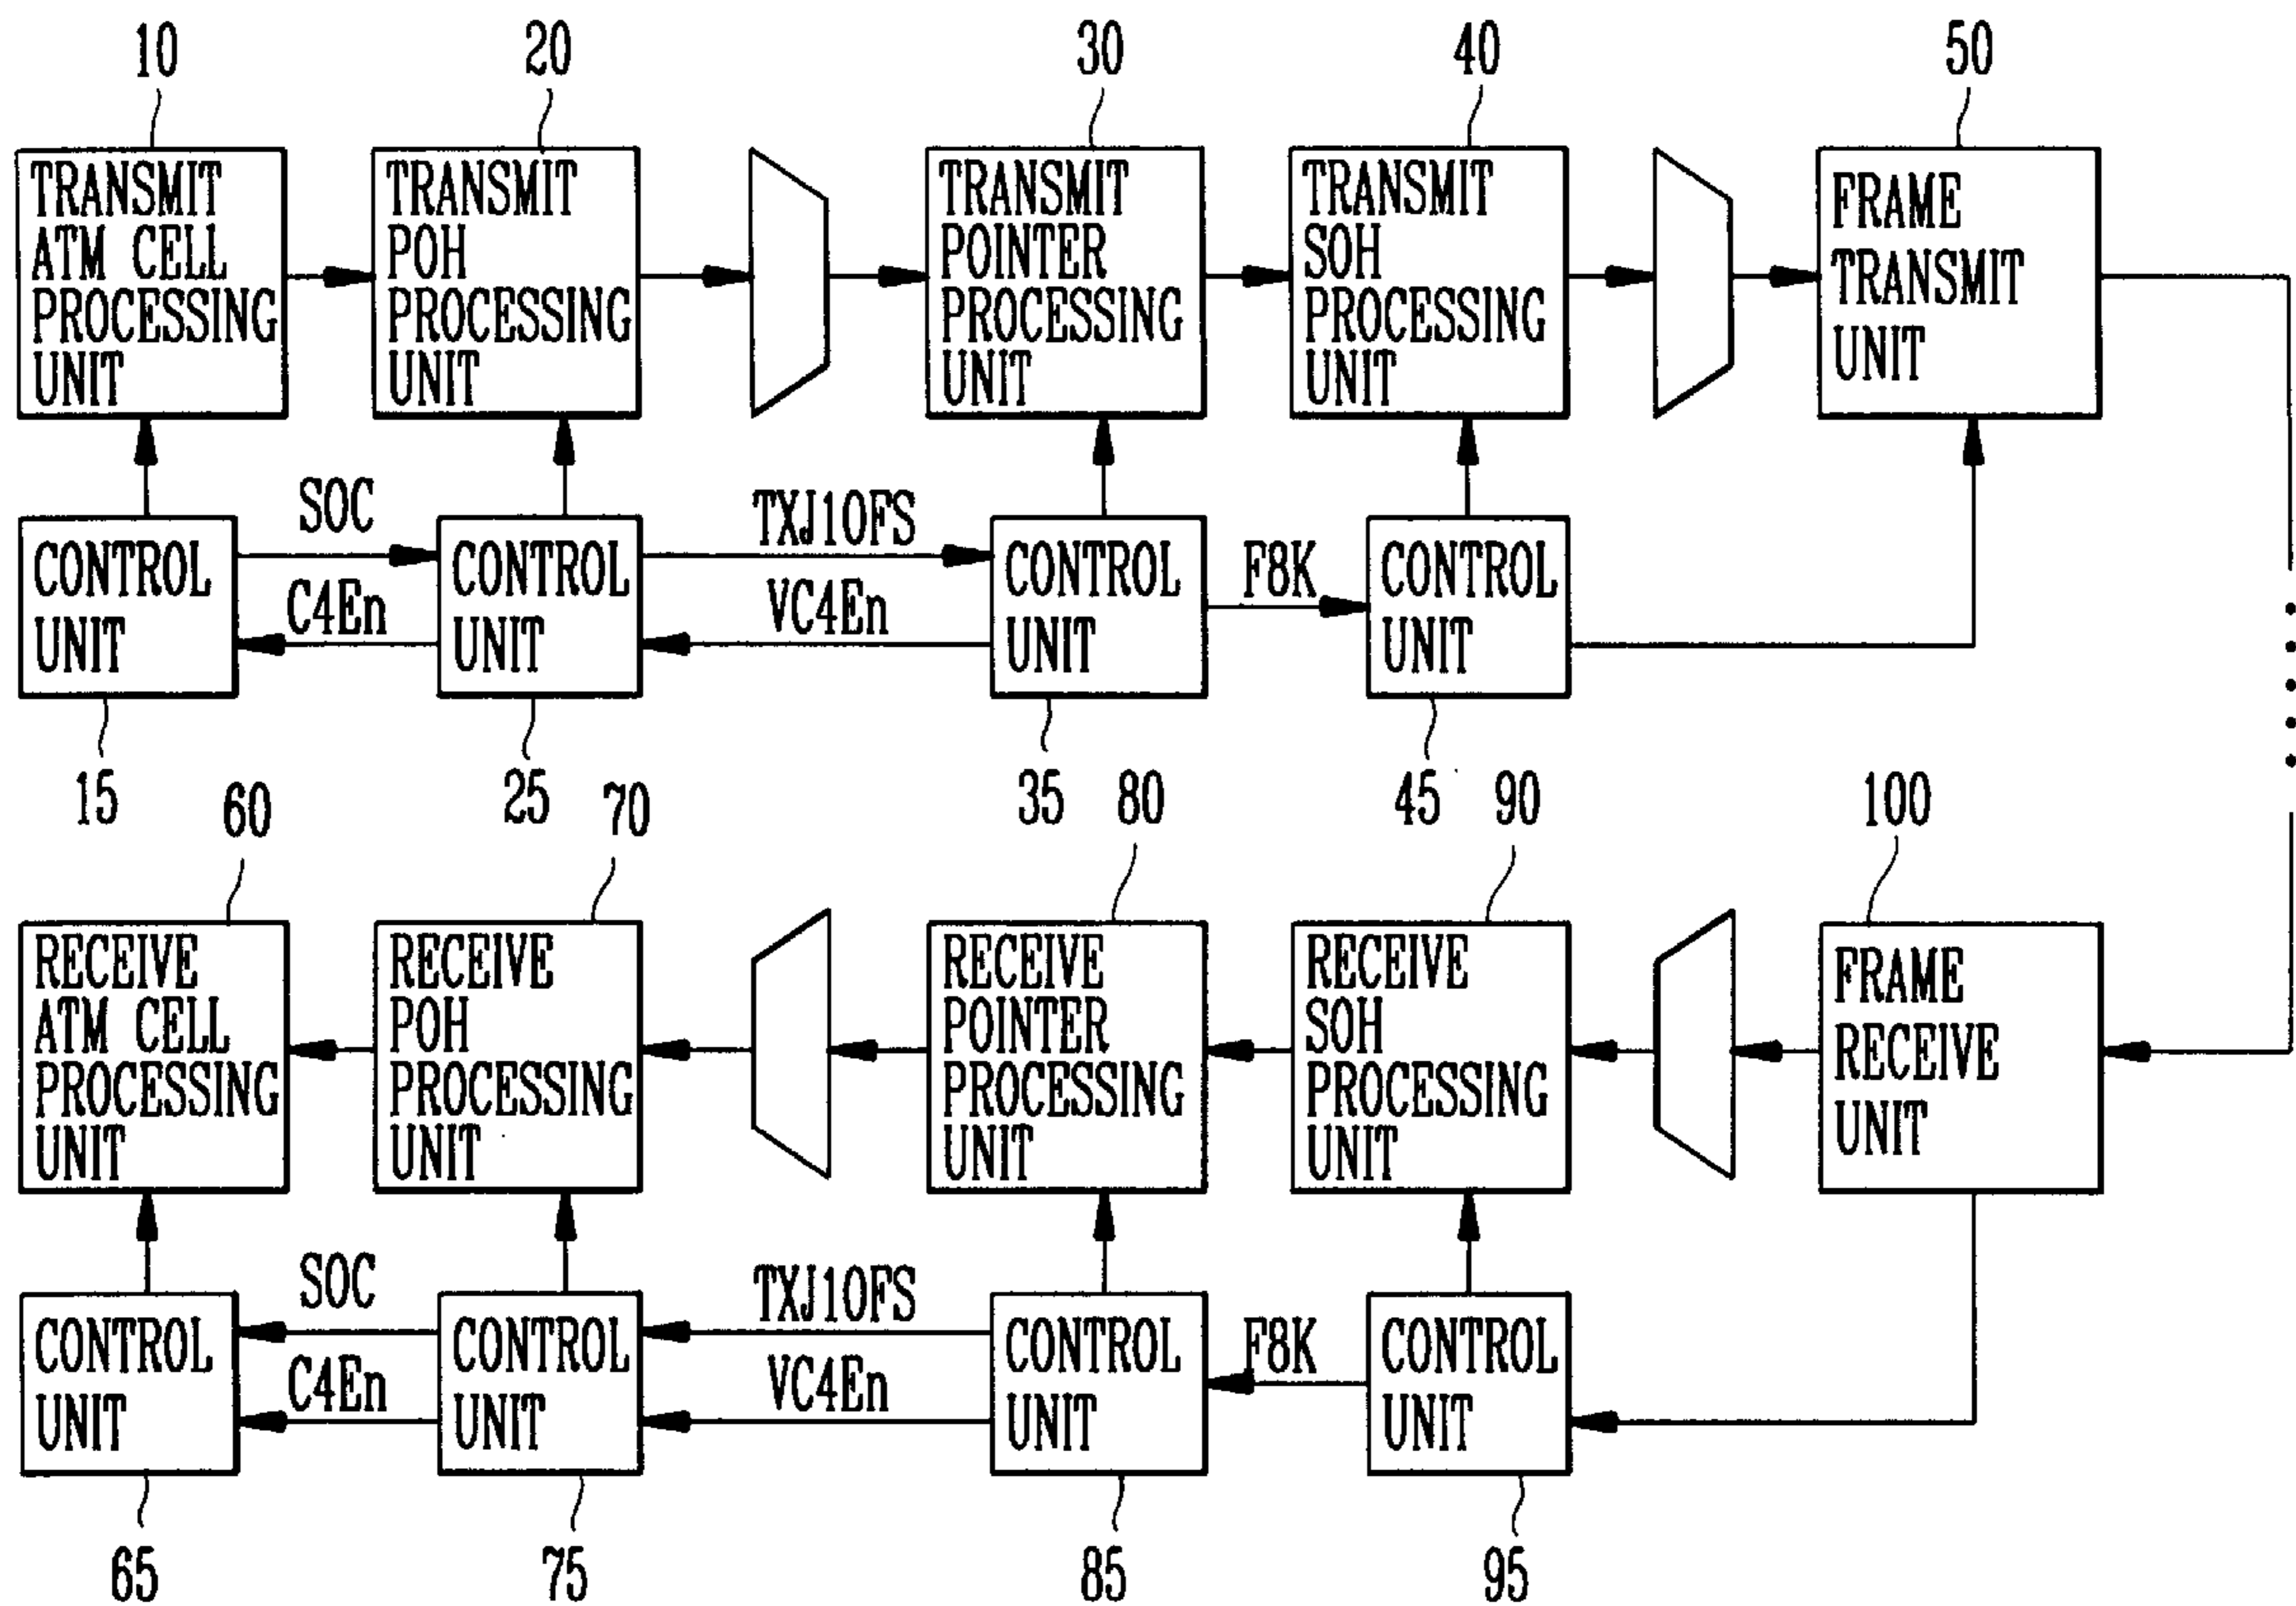 10
20
30
40
50
TRANSMIT
ATM CELL
PROCESSING
UNIT
TRANSMIT
POH
PROCESSING
UNIT
TRANSMIT
POINTER
PROCESSING
UNIT
TRANSMIT
SOH
PROCESSING
UNIT
FRAME
TRANSMIT
UNIT
CONTROL
UNIT
SOC
C4En
CONTROL
UNIT
TXJ1OFS
VC4En
CONTROL
UNIT
F8K
CONTROL
UNIT
15
25
35
45
60
70
80
90
100
RECEIVE
ATM CELL
PROCESSING
UNIT
RECEIVE
POH
PROCESSING
UNIT
RECEIVE
POINTER
PROCESSING
UNIT
RECEIVE
SOH
PROCESSING
UNIT
FRAME
RECEIVE
UNIT
CONTROL
UNIT
SOC
C4En
CONTROL
UNIT
TXJ1OFS
VC4En
CONTROL
UNIT
F8K
CONTROL
UNIT
65
75
85
95